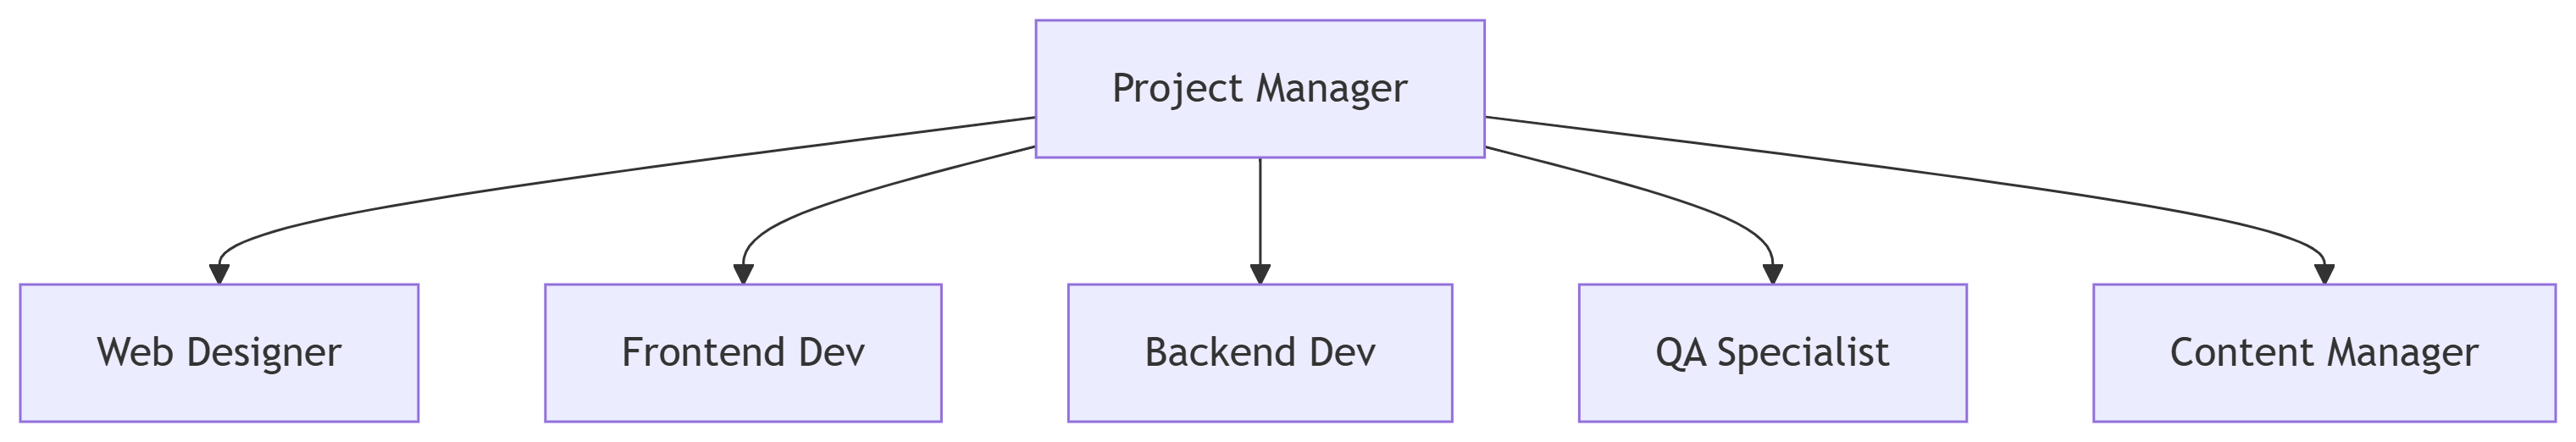 Project Manager
Web Designer
Frontend Dev
Backend Dev
QA Specialist
Content Manager